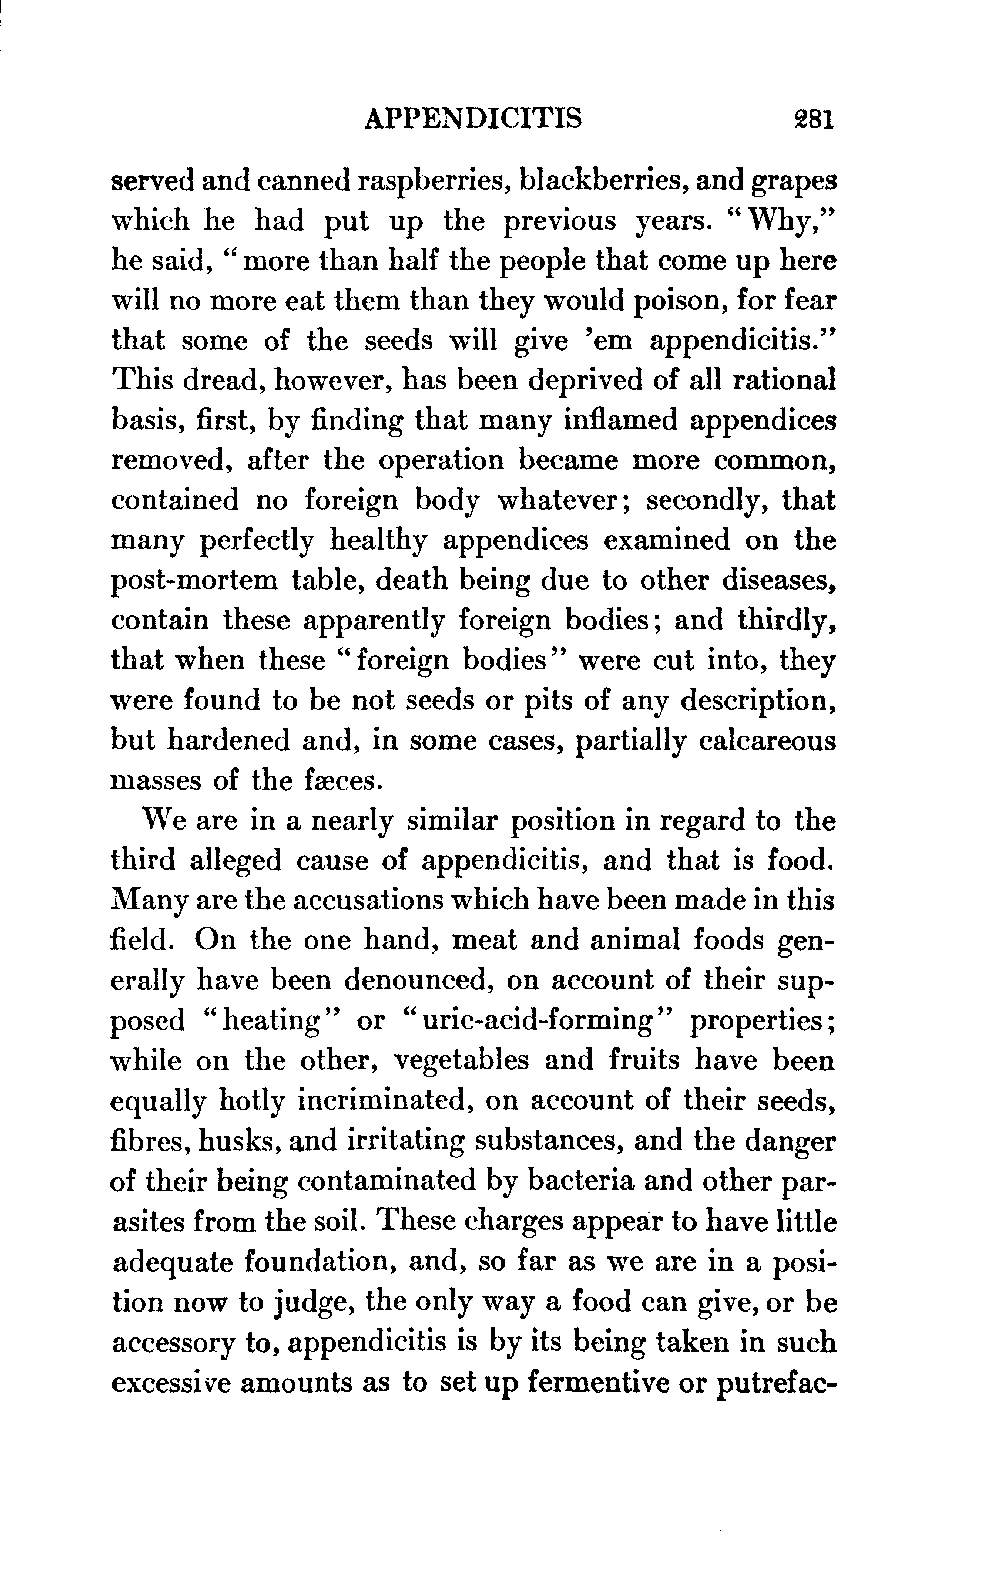 APPENDICITIS 281
served and canned raspberries, blackberries, and grapes
which he had put up the previous years. “Why,”
he said, “more than half the people that come up here
will no more eat them than they would poison, for fear
that some of the seeds will give ’em appendicitis.”
This dread, however, has been deprived of all rational
basis, first, by finding that many inflamed appendices
removed, after the operation became more common,
contained no foreign body whatever; secondly, that
many perfectly healthy appendices examined on the
post-mortem table, death being due to other diseases,
contain these apparently foreign bodies; and thirdly,
that when these “foreign bodies” were cut into, they
were found to be not seeds or pits of any description,
but hardened and, in some cases, partially calcareous
masses of the fæces.
We are in a nearly similar position in regard to the
third alleged cause of appendicitis, and that is food.
Many are the accusations which have been made in this
field. On the one hand, meat and animal foods gen-
erally have been denounced, on account of their sup-
posed “heating” or “uric-acid-forming” properties;
while on the other, vegetables and fruits have been
equally hotly incriminated, on account of their seeds,
fibres, husks, and irritating substances, and the danger
of their being contaminated by bacteria and other par-
asites from the soil. These charges appear to have little
adequate foundation, and, so far as we are in a posi-
tion now to judge, the only way a food can give, or be
accessory to, appendicitis is by its being taken in such
excessive amounts as to set up fermentive or putrefac-